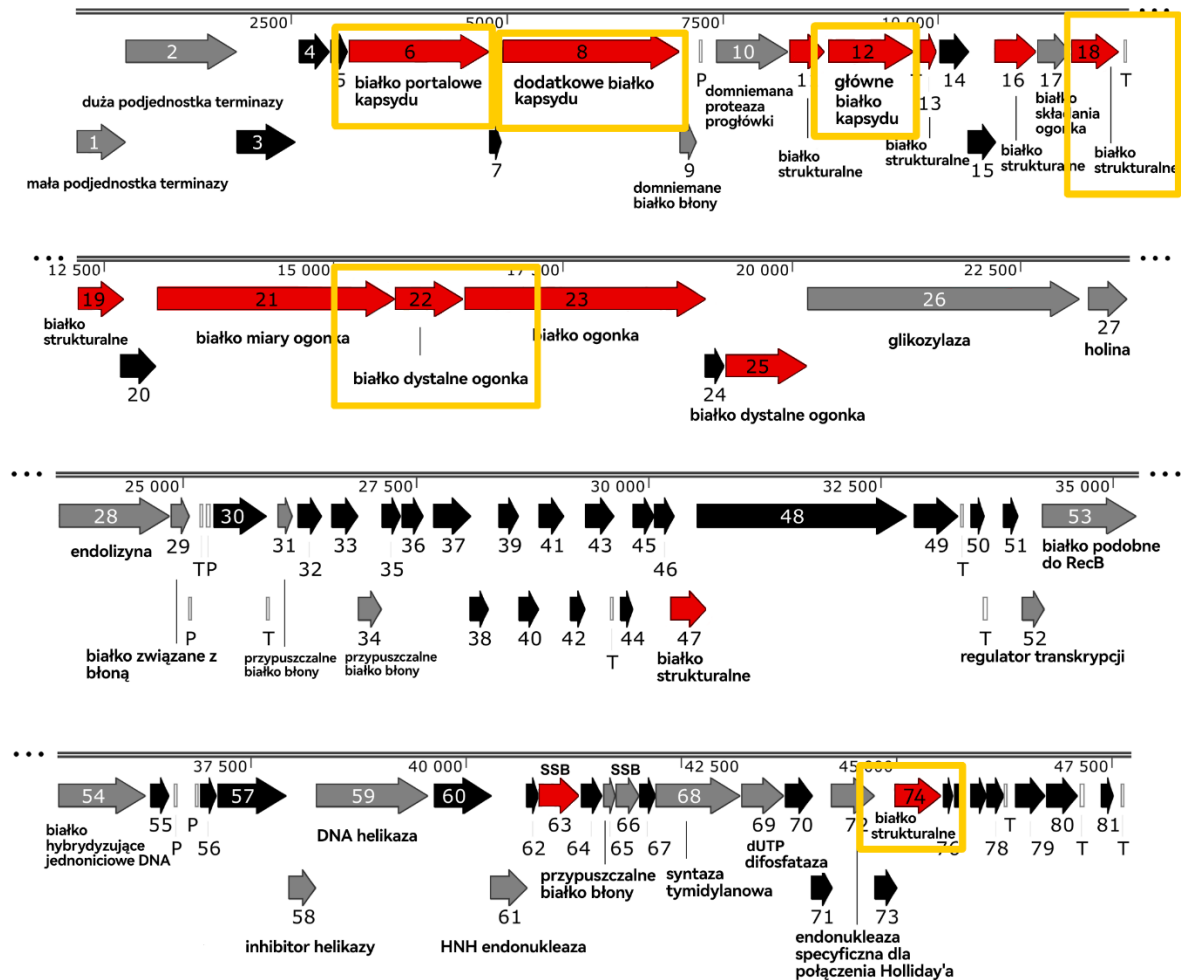 2500 5000 7500 10 000
2 4 5 6 8 P 10 1 12 T 14 16 17 18 T
duża podjednostka terminazy
białko portalowe
kapsydu
dodatkowe białko
kapsydu
domniemana
proteaza
progłówki
główne
białko
kapsydu
13
białko
składania
ogonka
1 3 7 9 15
mała podjednostka terminazy
domniemane
białko błony
białko
strukturalne
białko
strukturalne
białko
strukturalne
białko
strukturalne
12 500 15 000 17 500 20 000 22 500
19 21 22 23 26 27
białko
strukturalne
białko miary ogonka
białko ogonka
glikozylaza
holina
20 24 25
białko dystalne ogonka
białko dystalne ogonka
25 000 27 500 30 000 32 500 35 000
28 29 30 31 33 36 37 39 41 43 45 48 49 50 51 53
endolizyna
T P 32 35 46 T
białko podobne
do RecB
P T 34 38 40 42 T 44 47 T 52
białko związane z
błoną
przypuszczalne
białko błony
przypuszczalne
białko błony
białko
strukturalne
regulator transkrypcji
37 500 40 000 42 500 45 000 47 500
SSB SSB
54 55 P 57 59 60 63 66 68 69 70 72 74 T 80 81
białko
hybrydyzujące
jednoniciowe DNA
P 56
DNA helikaza
62 64 65 67
przypuszczalne
białko błony
syntaza
tymidylanowa
dUTP
difosfataza
białko
strukturalne
76 78 79 T T
58 61 71 73
inhibitor helikazy
HNH endonukleaza
endonukleaza
specyficzna dla
połączenia Holliday'a